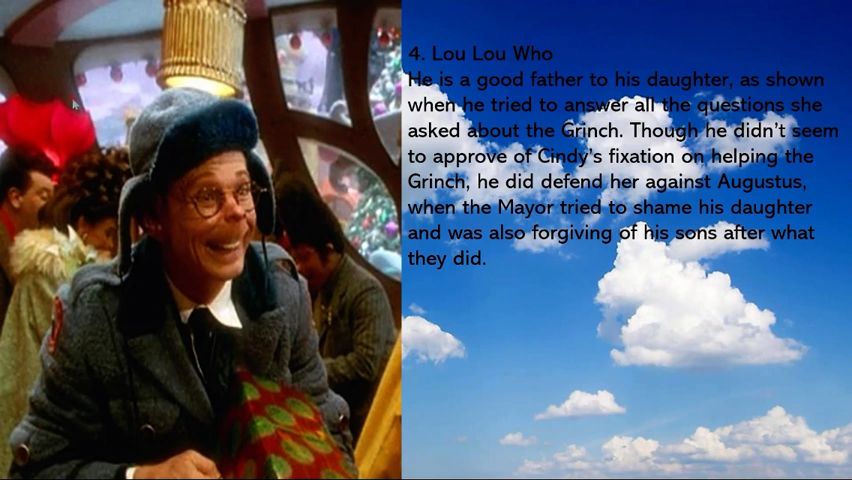 4. Lou Lou Who
He is a good father to his daughter, as shown
when he tried to answer all the questions she
asked about the Grinch. Though he didn't seem
to approve of Cindy's fixation on helping the
Grinch, he did defend her against Augustus,
when the Mayor tried to shame his daughter
and was also forgiving of his sons after what
they did.